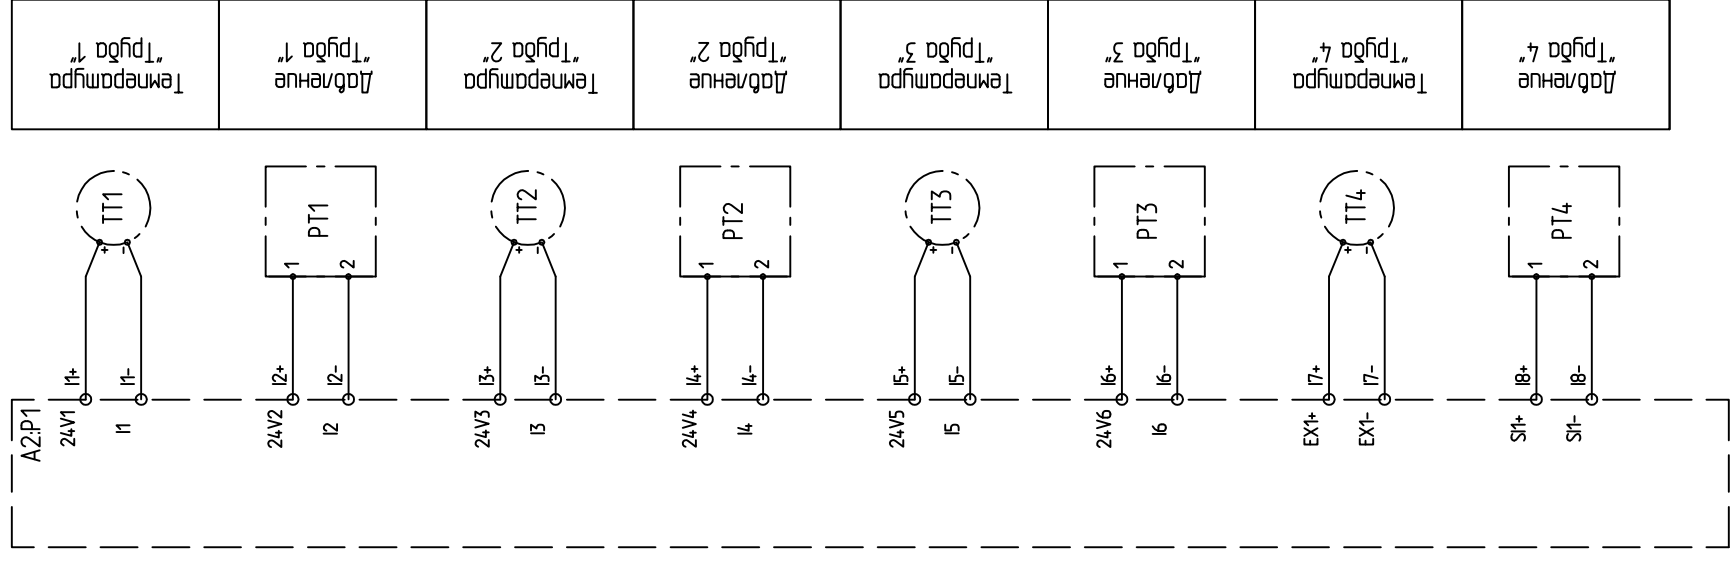 Температура
"Труба 1"
Давление
"Труба 1"
Температура
"Труба 2"
Давление
"Труба 2"
Температура
"Труба 3"
Давление
"Труба 3"
Температура
"Труба 4"
Давление
"Труба 4"
TT1
+
-
PT1
1
2
TT2
+
-
PT2
1
2
TT3
+
-
PT3
1
2
TT4
+
-
PT4
1
2
I1+
I1-
I2+
I2-
I3+
I3-
I4+
I4-
I5+
I5-
I6+
I6-
I7+
I7-
I8+
I8-
A2:P1
24V1
I1
24V2
I2
24V3
I3
24V4
I4
24V5
I5
24V6
I6
EX1+
EX1-
SI1+
SI1-